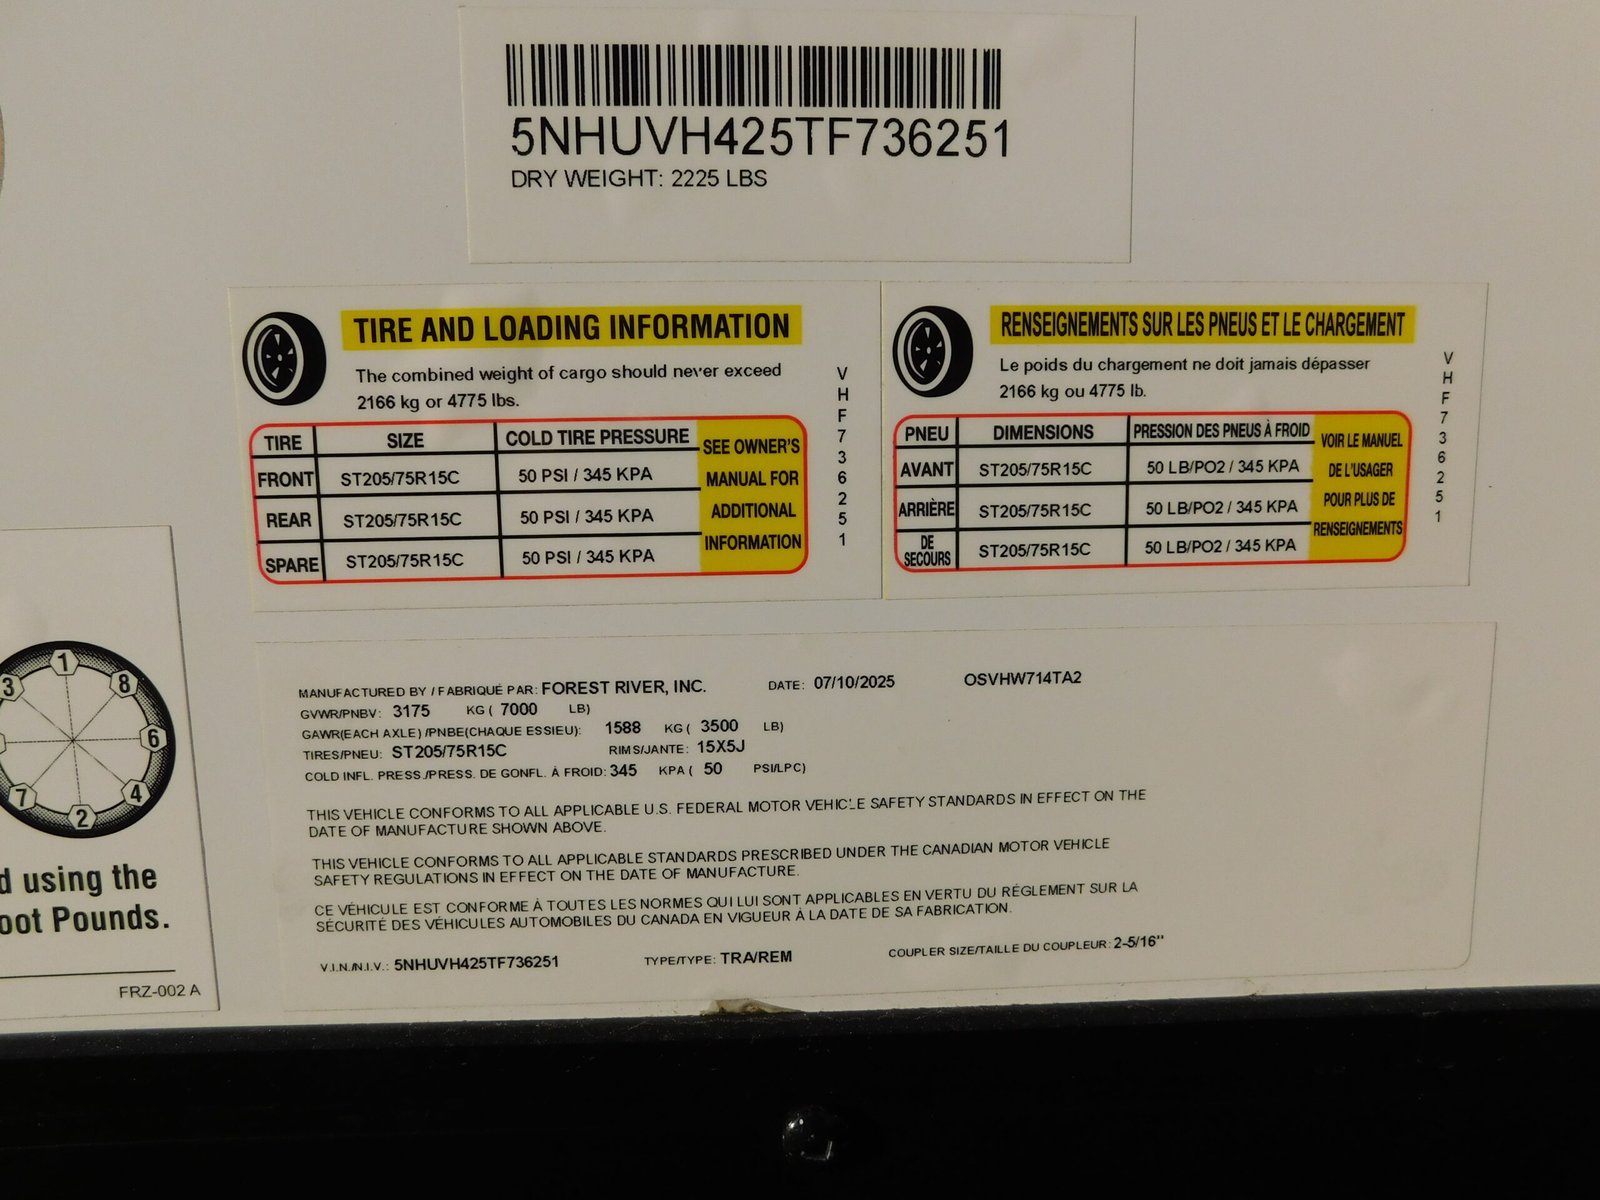 5NHUVH425TF736251
DRY WEIGHT: 2225 LBS
TIRE AND LOADING INFORMATION
The combined weight of cargo should never exceed
2166 kg or 4775 lbs.
TIRE SIZE COLD TIRE PRESSURE
FRONT ST205/75R15C 50 PSI / 345 KPA
REAR ST205/75R15C 50 PSI / 345 KPA
SPARE ST205/75R15C 50 PSI / 345 KPA
SEE OWNER'S
MANUAL FOR
ADDITIONAL
INFORMATION
VHF736251
RENSEIGNEMENTS SUR LES PNEUS ET LE CHARGEMENT
Le poids du chargement ne doit jamais dépasser
2166 kg ou 4775 lb.
PNEU DIMENSIONS PRESSION DES PNEUS À FROID
AVANT ST205/75R15C 50 LB/PO2 / 345 KPA
ARRIÈRE ST205/75R15C 50 LB/PO2 / 345 KPA
DE SECOURS ST205/75R15C 50 LB/PO2 / 345 KPA
VOIR LE MANUEL
DE L'USAGER
POUR PLUS DE
RENSEIGNEMENTS
VHF736251
1
8
3
6
7
4
2
using the
oot Pounds.
FRZ-002 A
MANUFACTURED BY / FABRIQUÉ PAR: FOREST RIVER, INC. DATE: 07/10/2025 OSVHW714TA2
GVWR/PNBV: 3175 KG ( 7000 LB)
GAWR(EACH AXLE) /PNBE(CHAQUE ESSIEU): 1588 KG ( 3500 LB)
TIRES/PNEU: ST205/75R15C RIMS/JANTE: 15X5J
COLD INFL. PRESS./PRESS. DE GONFL. À FROID: 345 KPA ( 50 PSI/LPC)
THIS VEHICLE CONFORMS TO ALL APPLICABLE U.S. FEDERAL MOTOR VEHICLE SAFETY STANDARDS IN EFFECT ON THE
DATE OF MANUFACTURE SHOWN ABOVE.
THIS VEHICLE CONFORMS TO ALL APPLICABLE STANDARDS PRESCRIBED UNDER THE CANADIAN MOTOR VEHICLE
SAFETY REGULATIONS IN EFFECT ON THE DATE OF MANUFACTURE.
CE VÉHICULE EST CONFORME À TOUTES LES NORMES QUI LUI SONT APPLICABLES EN VERTU DU RÉGLEMENT SUR LA
SÉCURITÉ DES VÉHICULES AUTOMOBILES DU CANADA EN VIGUEUR À LA DATE DE SA FABRICATION.
V.I.N./N.I.V.: 5NHUVH425TF736251 TYPE/TYPE: TRA/REM COUPLER SIZE/TAILLE DU COUPLEUR: 2-5/16"